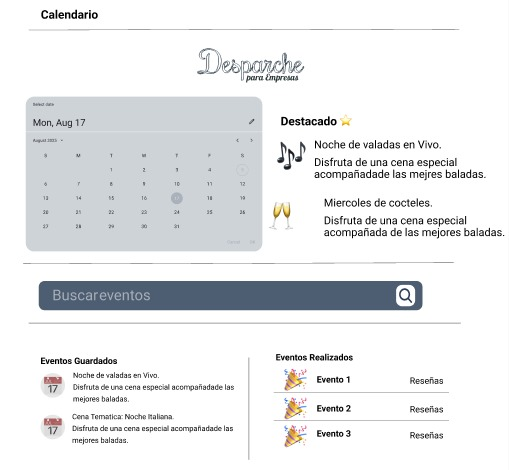 Calendario
Desparche
para Empresas
Select date
Mon, Aug 17
August 2025
S M T W T F S
1 2 3 4 5
6 7 8 9 10 11 12
13 14 15 16 17 18 19
20 21 22 23 24 25 26
27 28 29 30 31
Cancel OK
Destacado
Noche de valadas en Vivo.
Disfruta de una cena especial
acompañadade las mejres baladas.
Miercoles de cocteles.
Disfruta de una cena especial
acompañada de las mejores baladas.
Buscareventos
Eventos Guardados
17
Noche de valadas en Vivo.
Disfruta de una cena especial acompañadade las
mejores baladas.
17
Cena Tematica: Noche Italiana.
Disfruta de una cena especial acompañadade las
mejores baladas.
Eventos Realizados
Evento 1 Reseñas
Evento 2 Reseñas
Evento 3 Reseñas